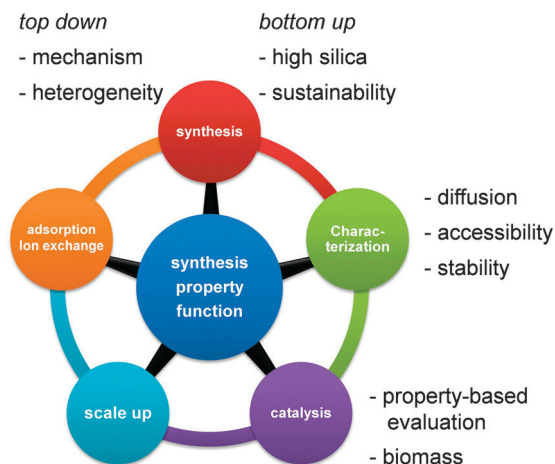 top down
- mechanism
- heterogeneity
bottom up
- high silica
- sustainability
synthesis
adsorption
Ion exchange
Charac-
terization
- diffusion
- accessibility
- stability
synthesis
property
function
scale up
catalysis
- property-based
evaluation
- biomass